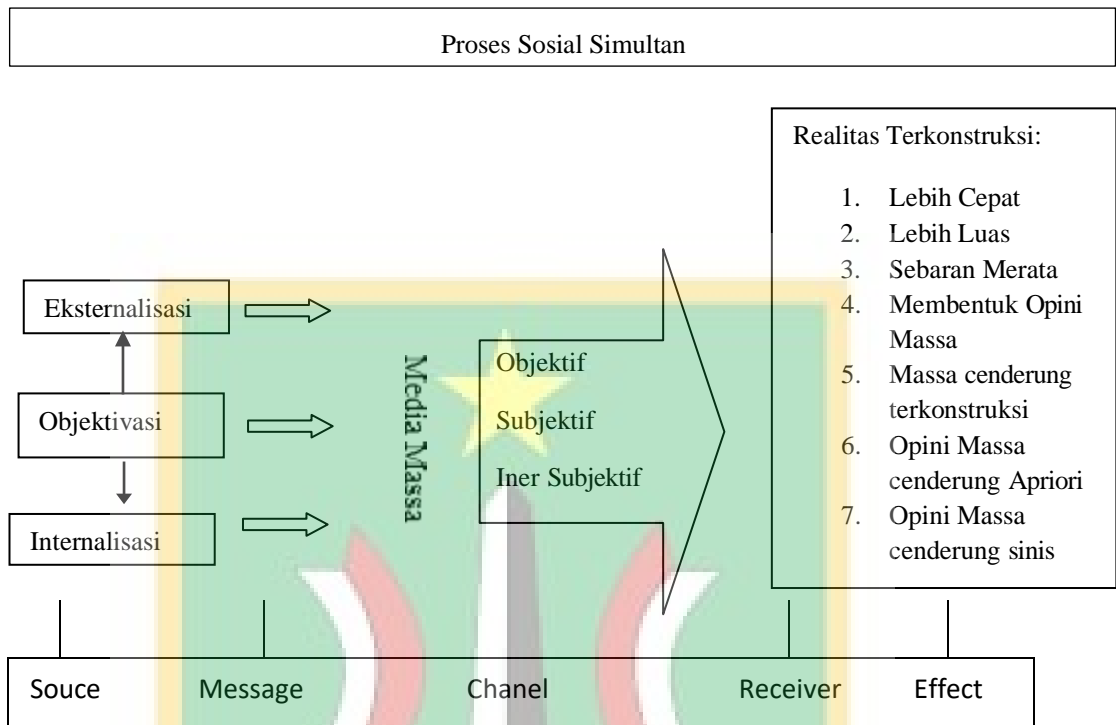 Proses Sosial Simultan
Realitas Terkonstruksi:
1. Lebih Cepat
2. Lebih Luas
3. Sebaran Merata
4. Membentuk Opini
Massa
5. Massa cenderung
terkonstruksi
6. Opini Massa
cenderung Apriori
7. Opini Massa
cenderung sinis
Eksternalisasi
Objektivasi
Internalisasi
Media Massa
Objektif
Subjektif
Iner Subjektif
Souce Message Chanel Receiver Effect